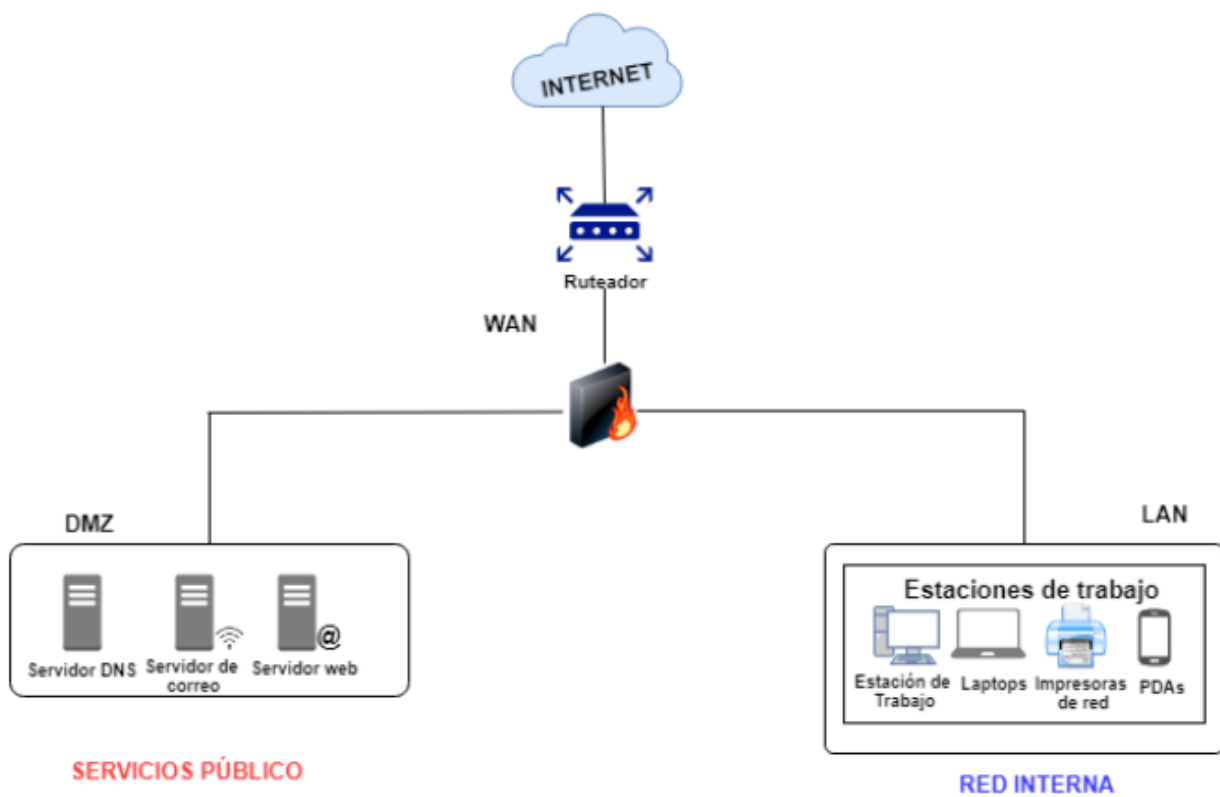 INTERNET
Ruteador
WAN
DMZ
Servidor DNS
Servidor de
correo
@
Servidor web
SERVICIOS PÚBLICO
LAN
Estaciones de trabajo
Estación de
Trabajo
Laptops
Impresoras
de red
PDAs
RED INTERNA